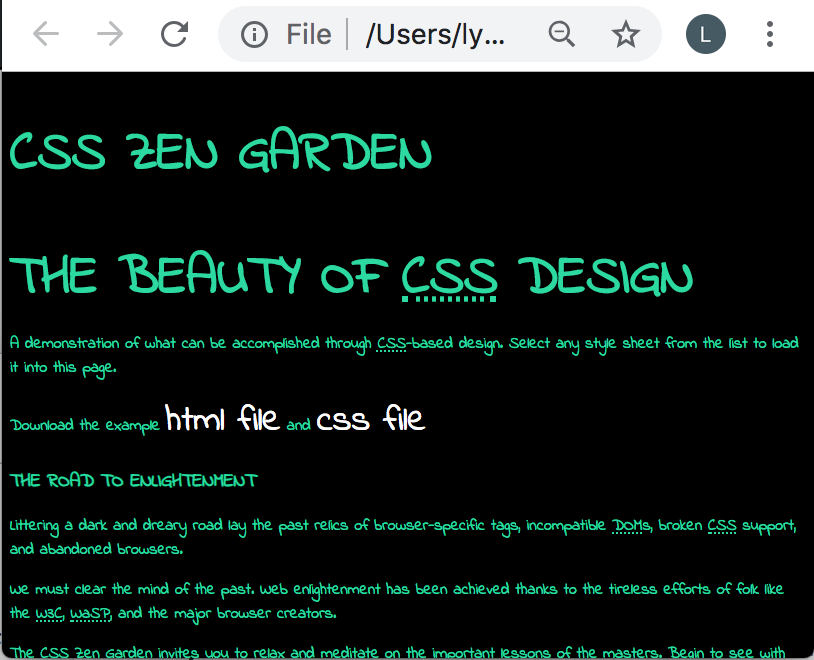 File /Users/ly... L
CSS ZEN GARDEN
THE BEAUTY OF CSS DESIGN
A demonstration of what can be accomplished through CSS-based design. Select any style sheet from the list to load
it into this page.
Download the example html file and css file
THE ROAD TO ENLIGHTENMENT
Littering a dark and dreary road lay the past relics of browser-specific tags, incompatible DOMs, broken CSS support,
and abandoned browsers.
We must clear the mind of the past. Web enlightenment has been achieved thanks to the tireless efforts of folk like
the W3C, WaSP, and the major browser creators.
The CSS Zen Garden invites you to relax and meditate on the important lessons of the masters. Begin to see with